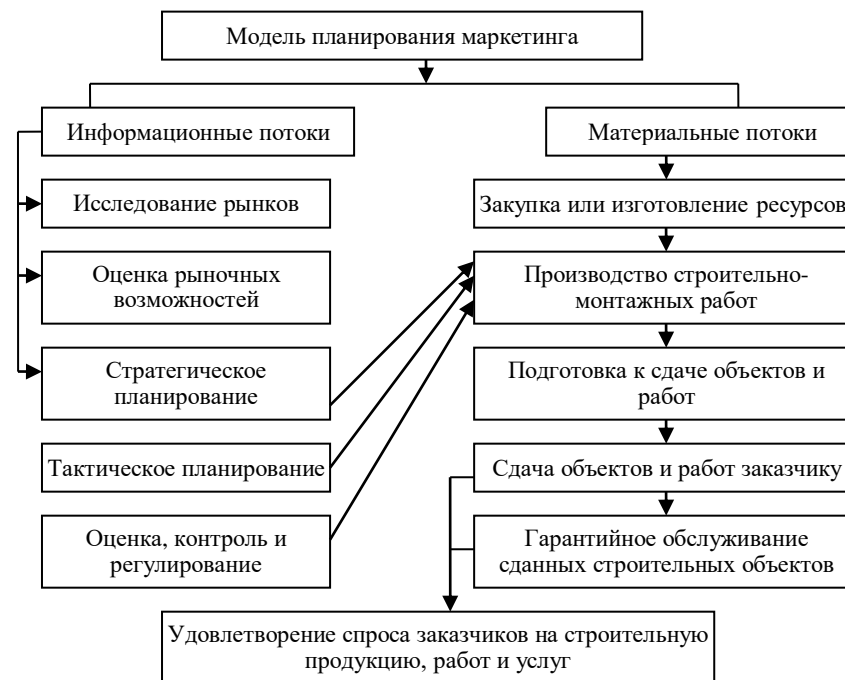 Модель планирования маркетинга
Информационные потоки
Материальные потоки
Исследование рынков
Закупка или изготовление ресурсов
Оценка рыночных
возможностей
Производство строительно-
монтажных работ
Стратегическое
планирование
Подготовка к сдаче объектов и
работ
Тактическое планирование
Сдача объектов и работ заказчику
Оценка, контроль и
регулирование
Гарантийное обслуживание
сданных строительных объектов
Удовлетворение спроса заказчиков на строительную
продукцию, работ и услуг